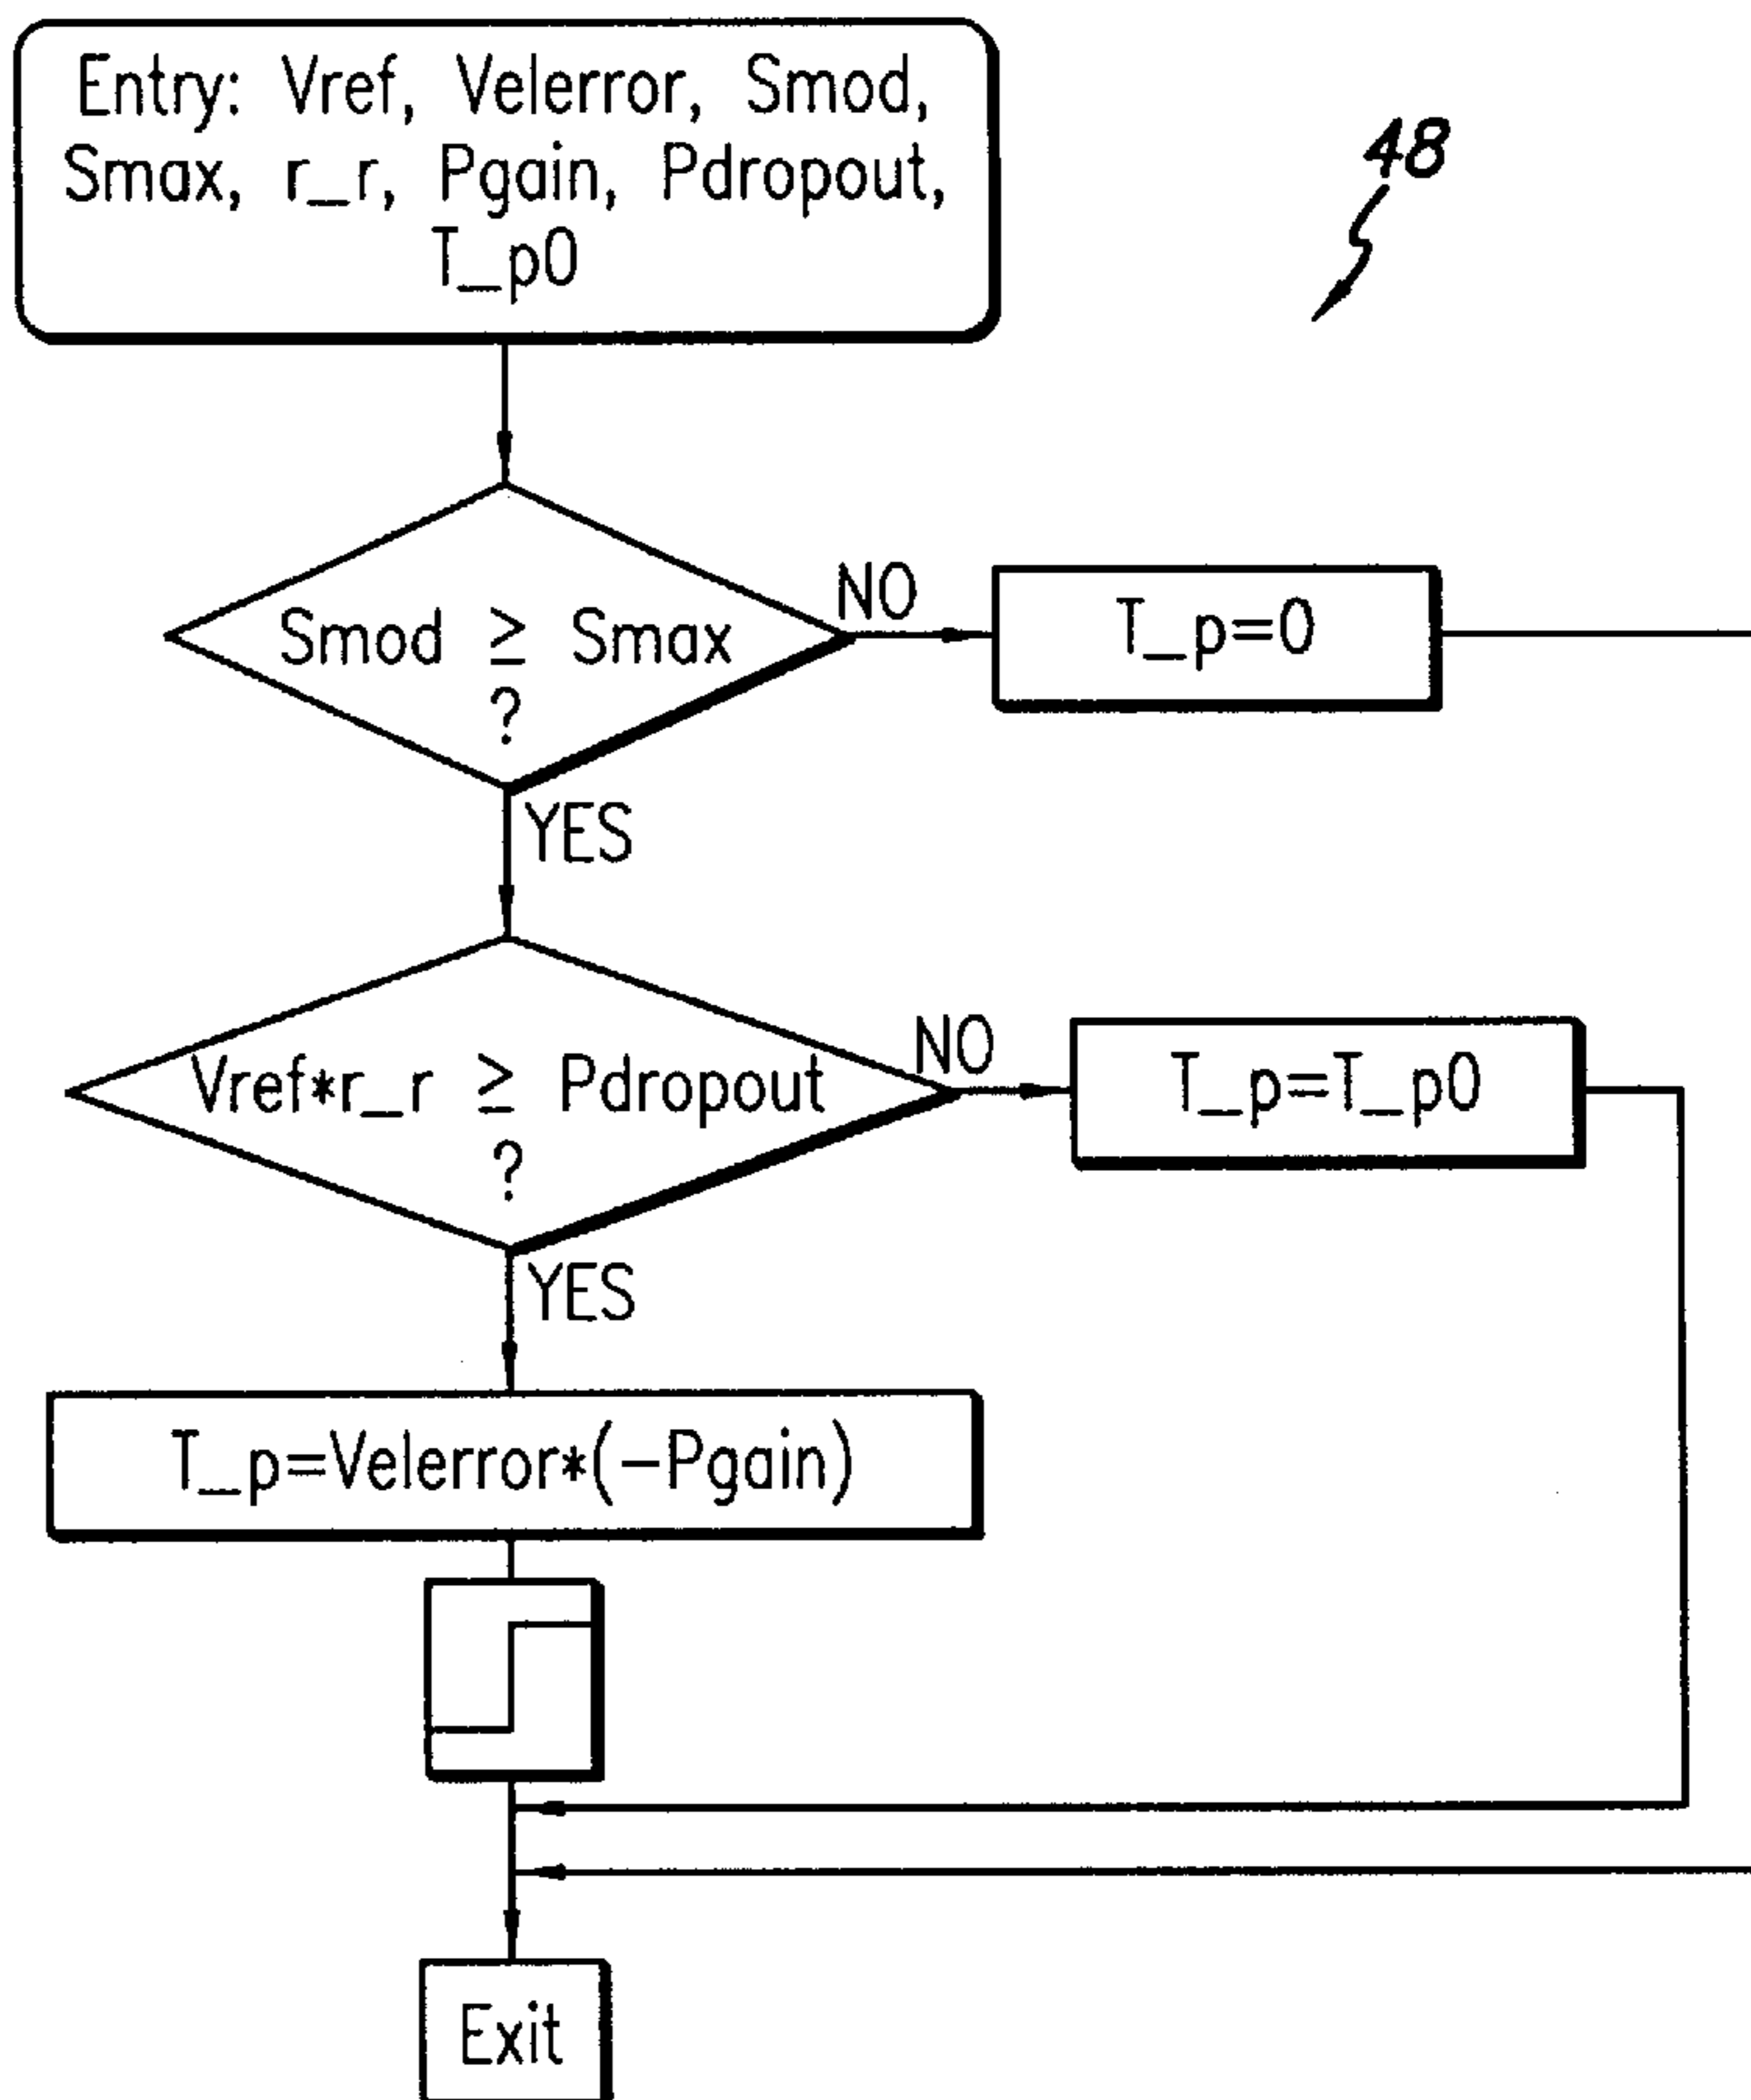 Entry: Vref, Velerror, Smod,
Smax, r_r, Pgain, Pdropout,
T_p0
48
Smod ≥ Smax
?
NO
T_p=0
YES
Vref*r_r ≥ Pdropout
?
NO
T_p=T_p0
YES
T_p=Velerror*(-Pgain)
Exit